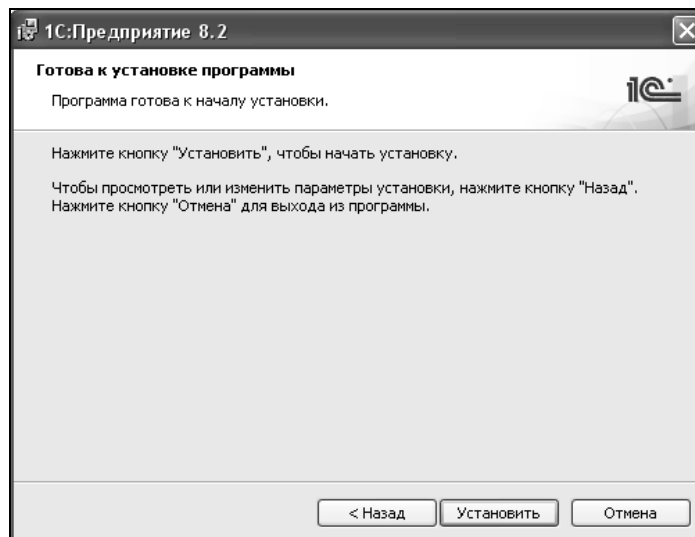 1С:Предприятие 8.2
Готова к установке программы
Программа готова к началу установки.
1С
Нажмите кнопку "Установить", чтобы начать установку.
Чтобы просмотреть или изменить параметры установки, нажмите кнопку "Назад".
Нажмите кнопку "Отмена" для выхода из программы.
< Назад
Установить
Отмена